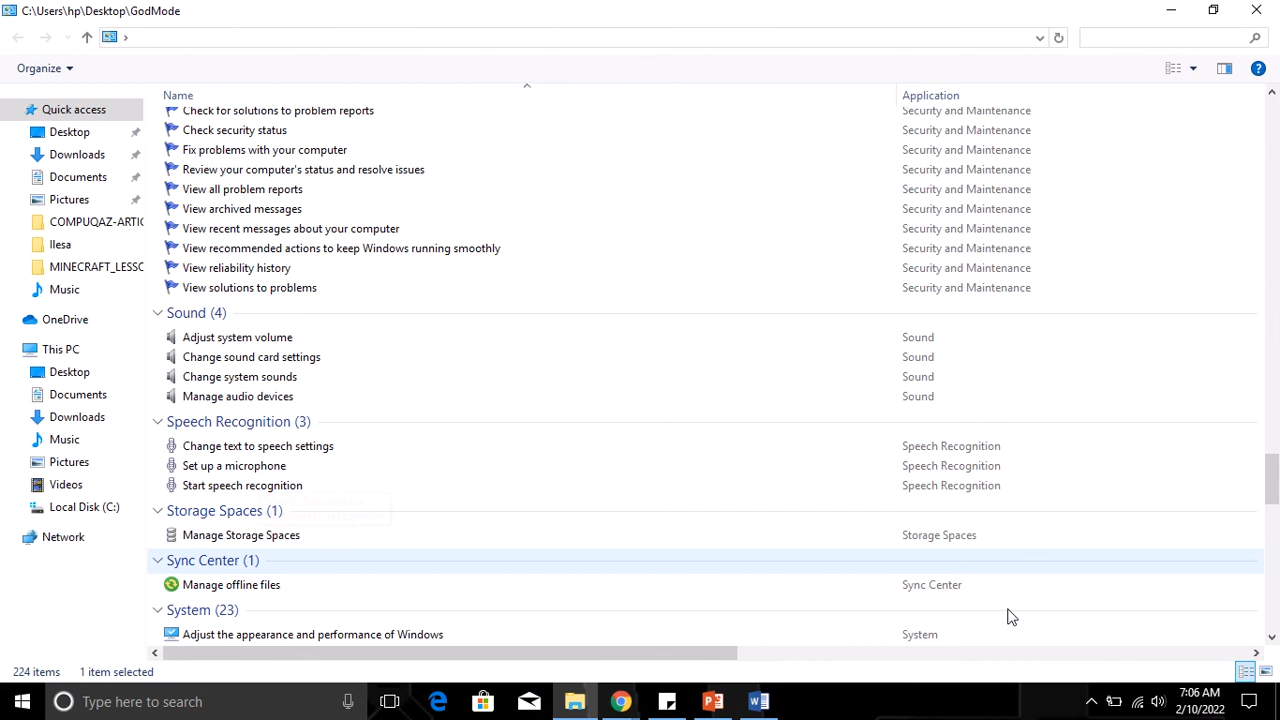 C:\Users\hp\Desktop\GodMode
Organize
Name
Application
Quick access
Desktop
Downloads
Documents
Pictures
COMPUQAZ-ARTIC
Ilesa
MINECRAFT_LESSO
Music
OneDrive
This PC
Desktop
Documents
Downloads
Music
Pictures
Videos
Local Disk (C:)
Network
Check for solutions to problem reports Security and Maintenance
Check security status Security and Maintenance
Fix problems with your computer Security and Maintenance
Review your computer's status and resolve issues Security and Maintenance
View all problem reports Security and Maintenance
View archived messages Security and Maintenance
View recent messages about your computer Security and Maintenance
View recommended actions to keep Windows running smoothly Security and Maintenance
View reliability history Security and Maintenance
View solutions to problems Security and Maintenance
Sound (4)
Adjust system volume Sound
Change sound card settings Sound
Change system sounds Sound
Manage audio devices Sound
Speech Recognition (3)
Change text to speech settings Speech Recognition
Set up a microphone Speech Recognition
Start speech recognition Speech Recognition
Storage Spaces (1)
Manage Storage Spaces Storage Spaces
Sync Center (1)
Manage offline files Sync Center
System (23)
Adjust the appearance and performance of Windows System
224 items 1 item selected
Type here to search
7:06 AM
2/10/2022